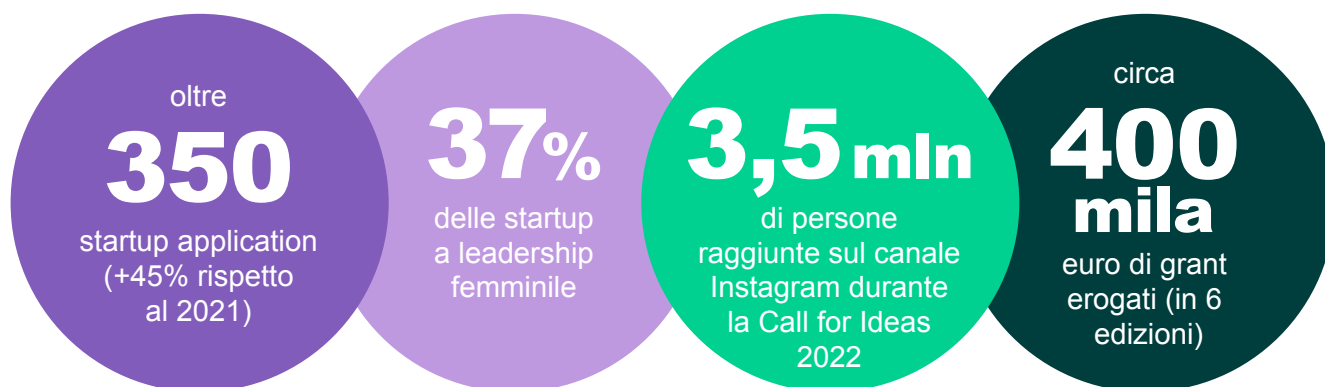 oltre
350
startup application
(+45% rispetto
al 2021)
37%
delle startup
a leadership
femminile
3,5 mln
di persone
raggiunte sul canale
Instagram durante
la Call for Ideas
2022
circa
400
mila
euro di grant
erogati (in 6
edizioni)